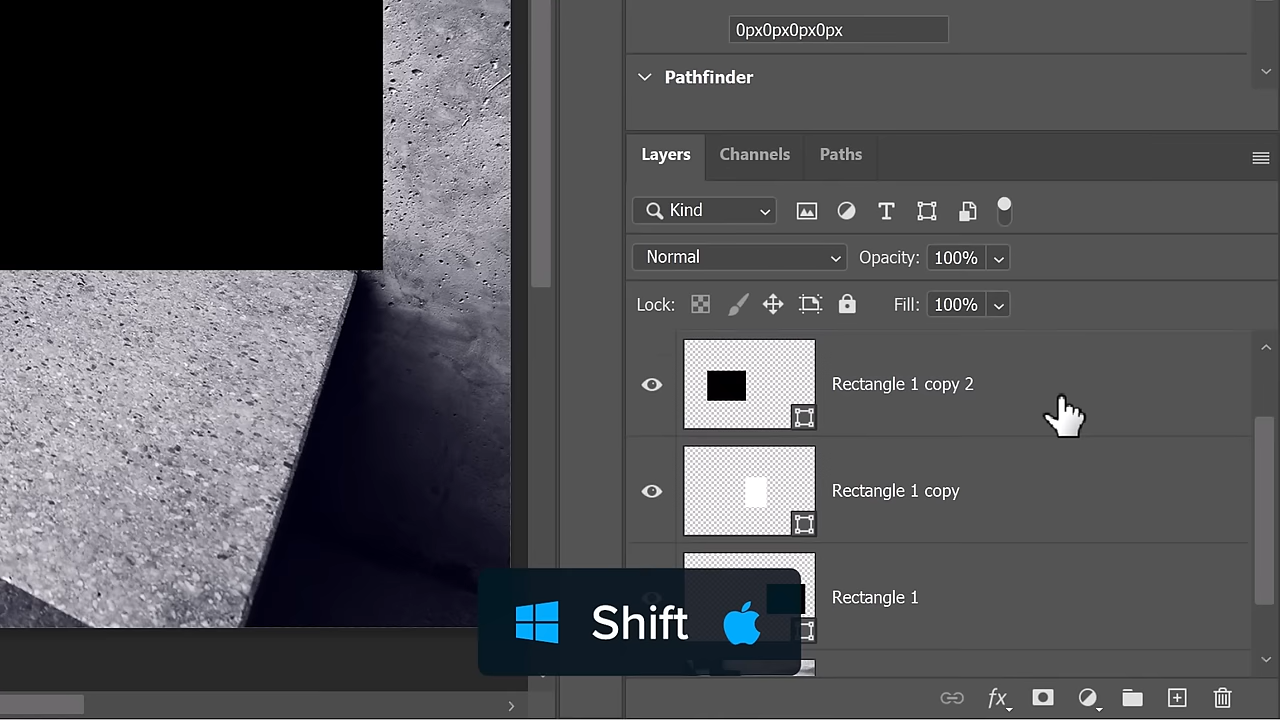 0px0px0px0px
Pathfinder
Layers Channels Paths
Kind
Normal Opacity: 100%
Lock: Fill: 100%
Rectangle 1 copy 2
Rectangle 1 copy
Rectangle 1
Shift
fx